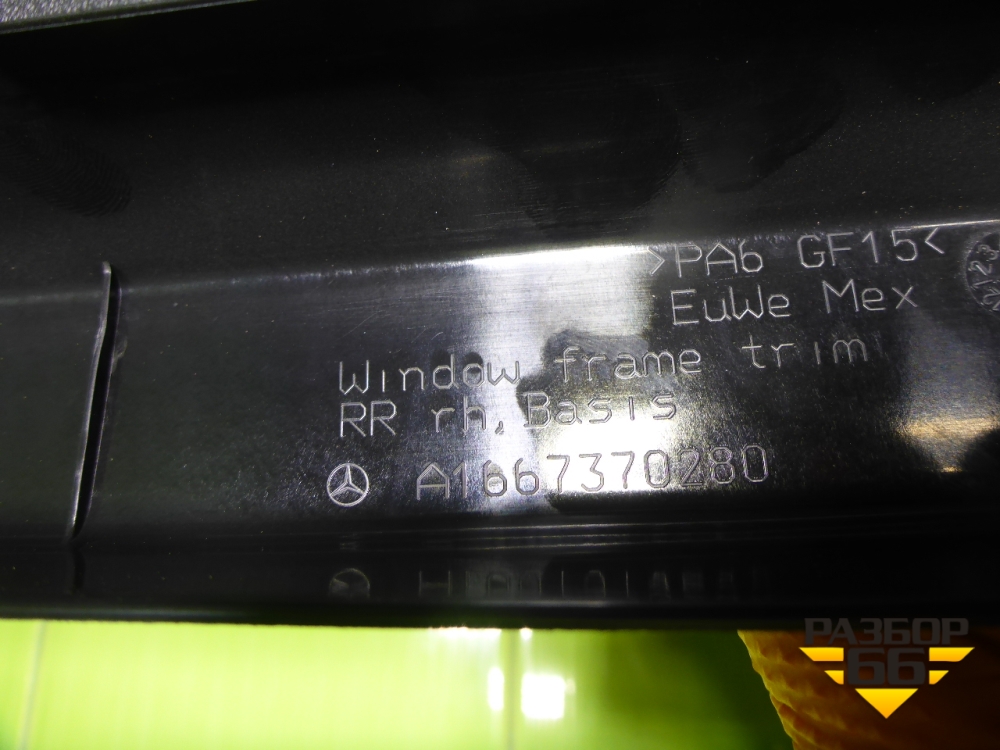 >PA6 GF15<
EuWe Mex
Window frame trim
RR rh, Basis
A1667370280
РАЗБОР
66